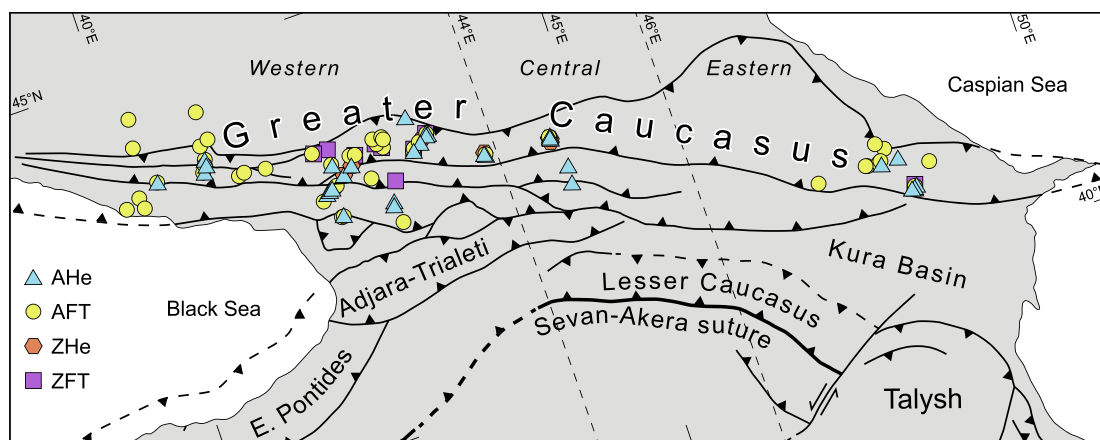 40°E
44°E
45°E
46°E
50°E
45°N
40°N
Western
Central
Eastern
Caspian Sea
Greater Caucasus
Kura Basin
Adjara-Trialeti
Lesser Caucasus
Sevan-Akera suture
Black Sea
E. Pontides
Talysh
AHe
AFT
ZHe
ZFT